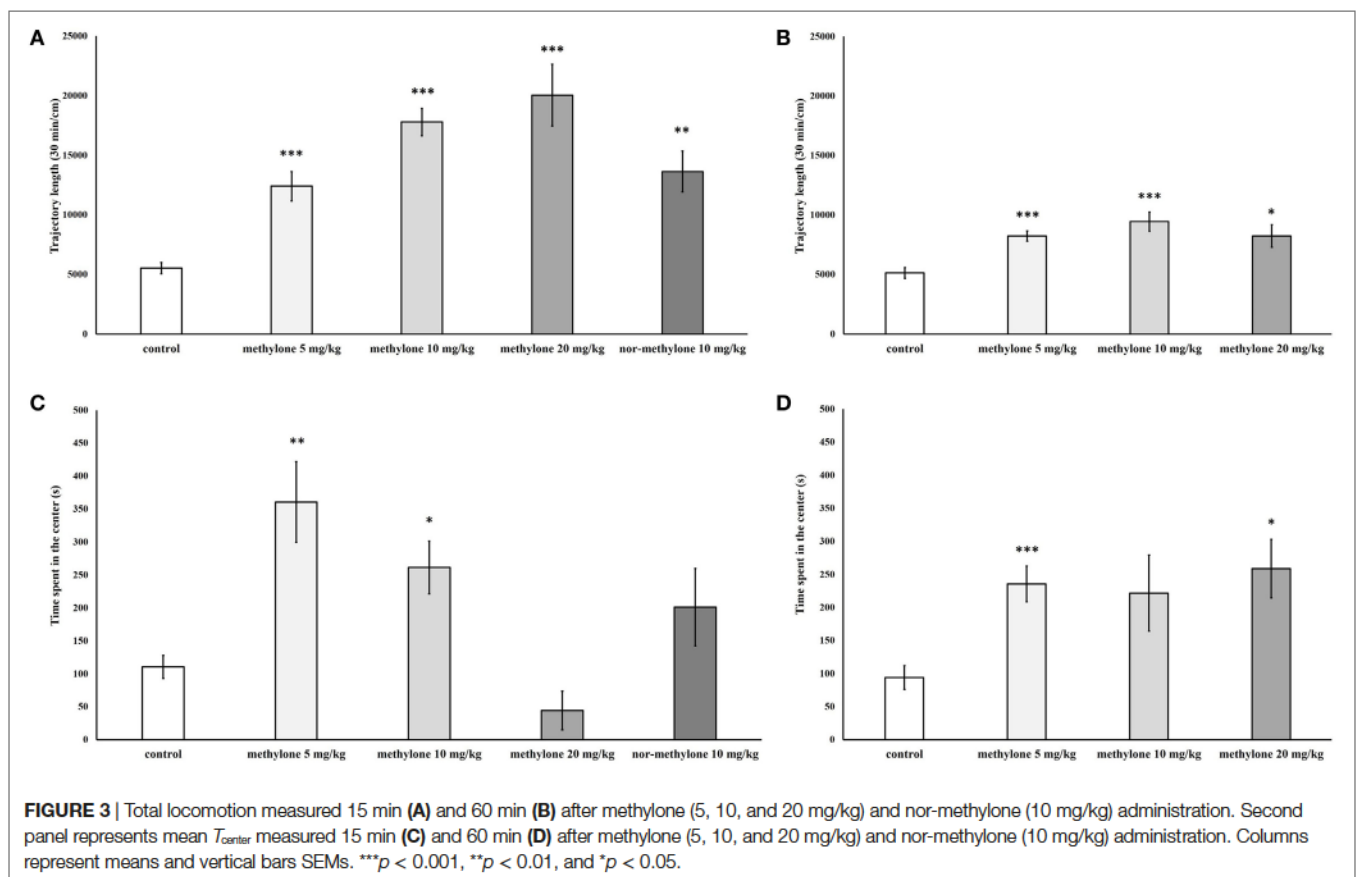 A
Trajectory length (30 min/cm)
25000
20000
15000
10000
5000
0
***
***
***
**
control
methylone 5 mg/kg
methylone 10 mg/kg
methylone 20 mg/kg
nor-methylone 10 mg/kg
B
Trajectory length (30 min/cm)
25000
20000
15000
10000
5000
0
***
***
*
control
methylone 5 mg/kg
methylone 10 mg/kg
methylone 20 mg/kg
C
Time spent in the center (s)
500
450
400
350
300
250
200
150
100
50
0
**
*
control
methylone 5 mg/kg
methylone 10 mg/kg
methylone 20 mg/kg
nor-methylone 10 mg/kg
D
Time spent in the center (s)
500
450
400
350
300
250
200
150
100
50
0
***
*
control
methylone 5 mg/kg
methylone 10 mg/kg
methylone 20 mg/kg
FIGURE 3 | Total locomotion measured 15 min (A) and 60 min (B) after methylone (5, 10, and 20 mg/kg) and nor-methylone (10 mg/kg) administration. Second
panel represents mean Tcenter measured 15 min (C) and 60 min (D) after methylone (5, 10, and 20 mg/kg) and nor-methylone (10 mg/kg) administration. Columns
represent means and vertical bars SEMs. ***p < 0.001, **p < 0.01, and *p < 0.05.